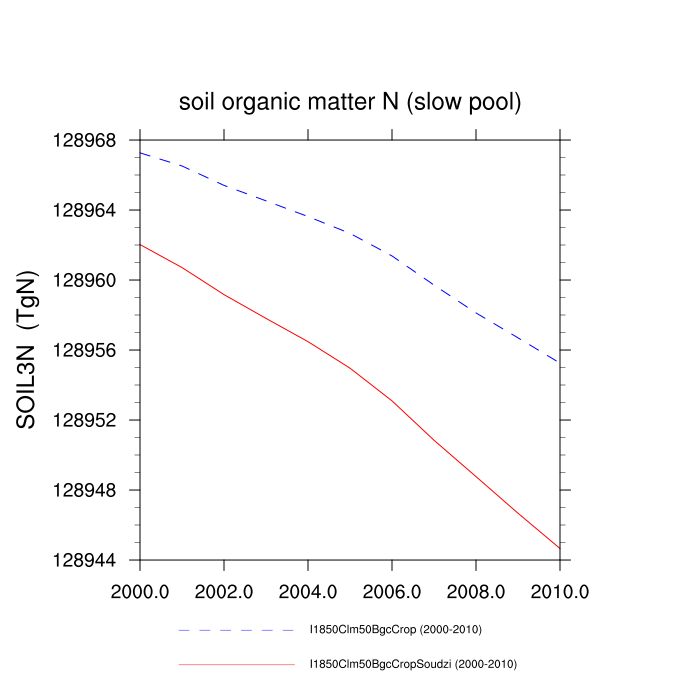 soil organic matter N (slow pool)
SOIL3N (TgN)
128968
128964
128960
128956
128952
128948
128944
2000.0 2002.0 2004.0 2006.0 2008.0 2010.0
I1850Clm50BgcCrop (2000-2010)
I1850Clm50BgcCropSoudzi (2000-2010)